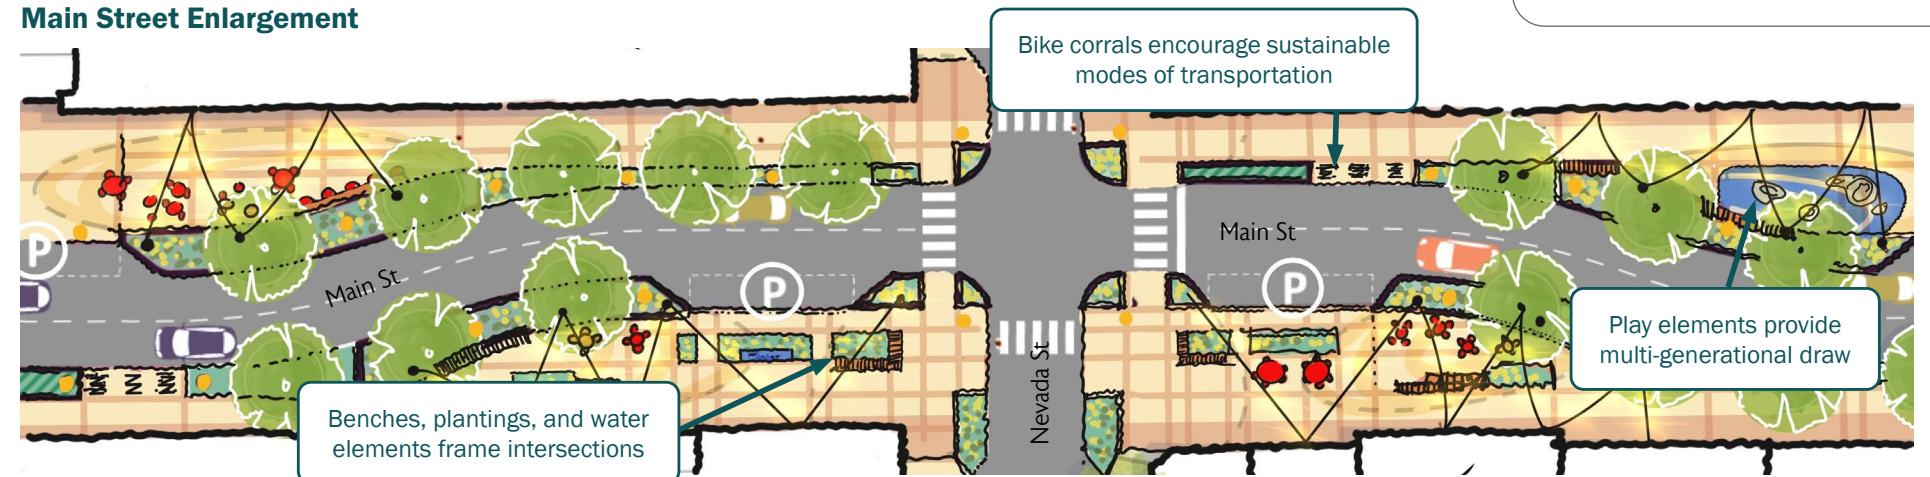 Main Street Enlargement
Bike corrals encourage sustainable
modes of transportation
P
Main St
P
Main St
P
Nevada St
Benches, plantings, and water
elements frame intersections
Play elements provide
multi-generational draw